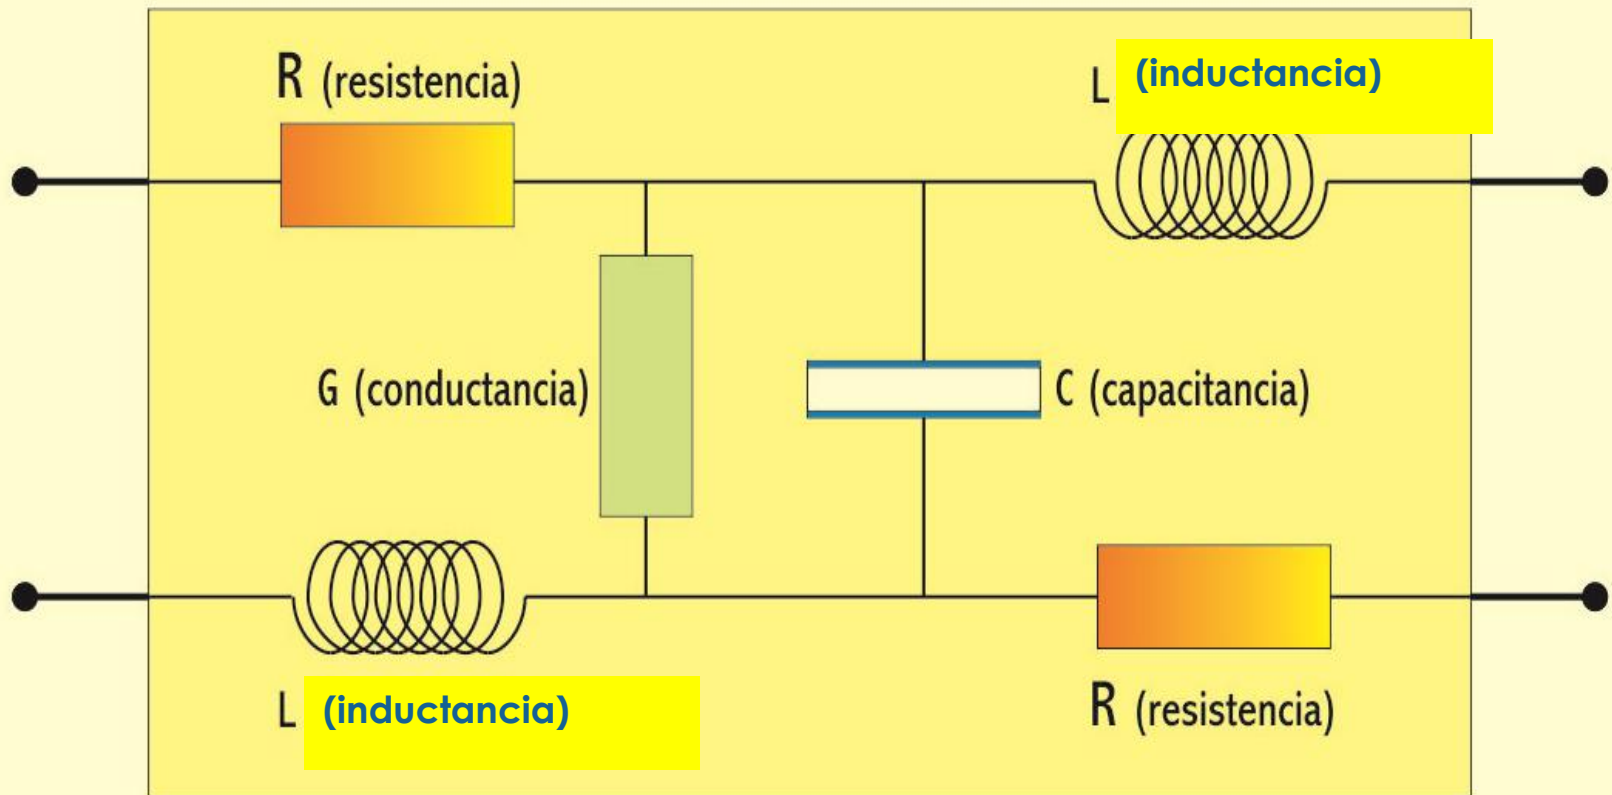 R (resistencia)
L (inductancia)
G (conductancia)
C (capacitancia)
L (inductancia)
R (resistencia)